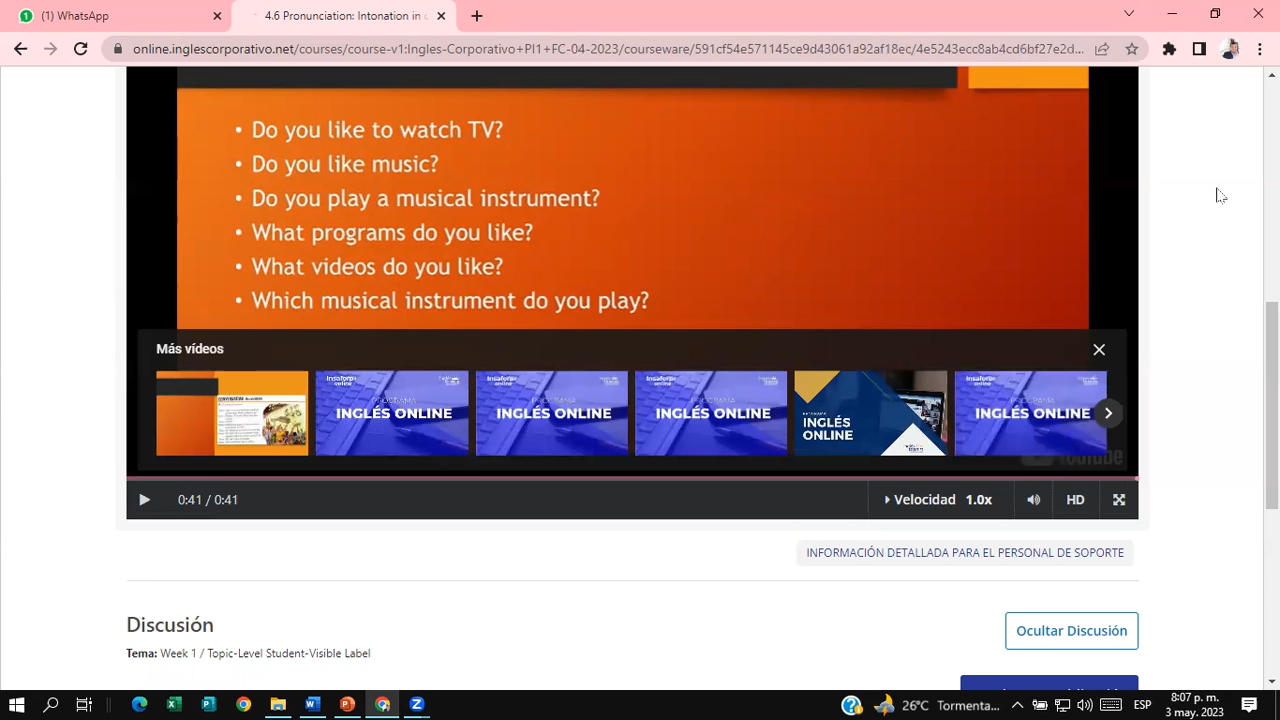 (1) WhatsApp
4.6 Pronunciation: Intonation in
online.inglescorporativo.net/courses/course-v1:Ingles-Corporativo+PI1+FC-04-2023/courseware/591cf54e571145ce9d43061a92af18ec/4e5243ecc8ab4cd6bf27e2d...
• Do you like to watch TV?
• Do you like music?
• Do you play a musical instrument?
• What programs do you like?
• What videos do you like?
• Which musical instrument do you play?
Más vídeos
INGLÉS ONLINE
INGLÉS ONLINE
INGLÉS ONLINE
INGLÉS
ONLINE
INGLÉS ONLINE
0:41 / 0:41
Velocidad 1.0x
HD
INFORMACIÓN DETALLADA PARA EL PERSONAL DE SOPORTE
Discusión
Ocultar Discusión
Tema: Week 1 / Topic-Level Student-Visible Label
26°C Tormenta...
ESP
8:07 p. m.
3 may. 2023